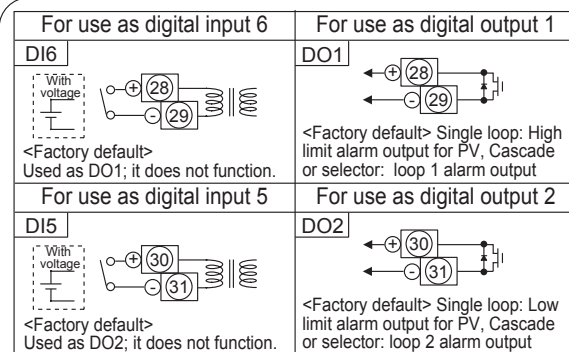 For use as digital input 6
DI6
With
voltage
+
28
-
29
<Factory default>
Used as DO1; it does not function.
For use as digital output 1
DO1
+
28
-
29
<Factory default> Single loop: High
limit alarm output for PV, Cascade
or selector: loop 1 alarm output
For use as digital input 5
DI5
With
voltage
+
30
-
31
<Factory default>
Used as DO2; it does not function.
For use as digital output 2
DO2
+
30
-
31
<Factory default> Single loop: Low
limit alarm output for PV, Cascade
or selector: loop 2 alarm output